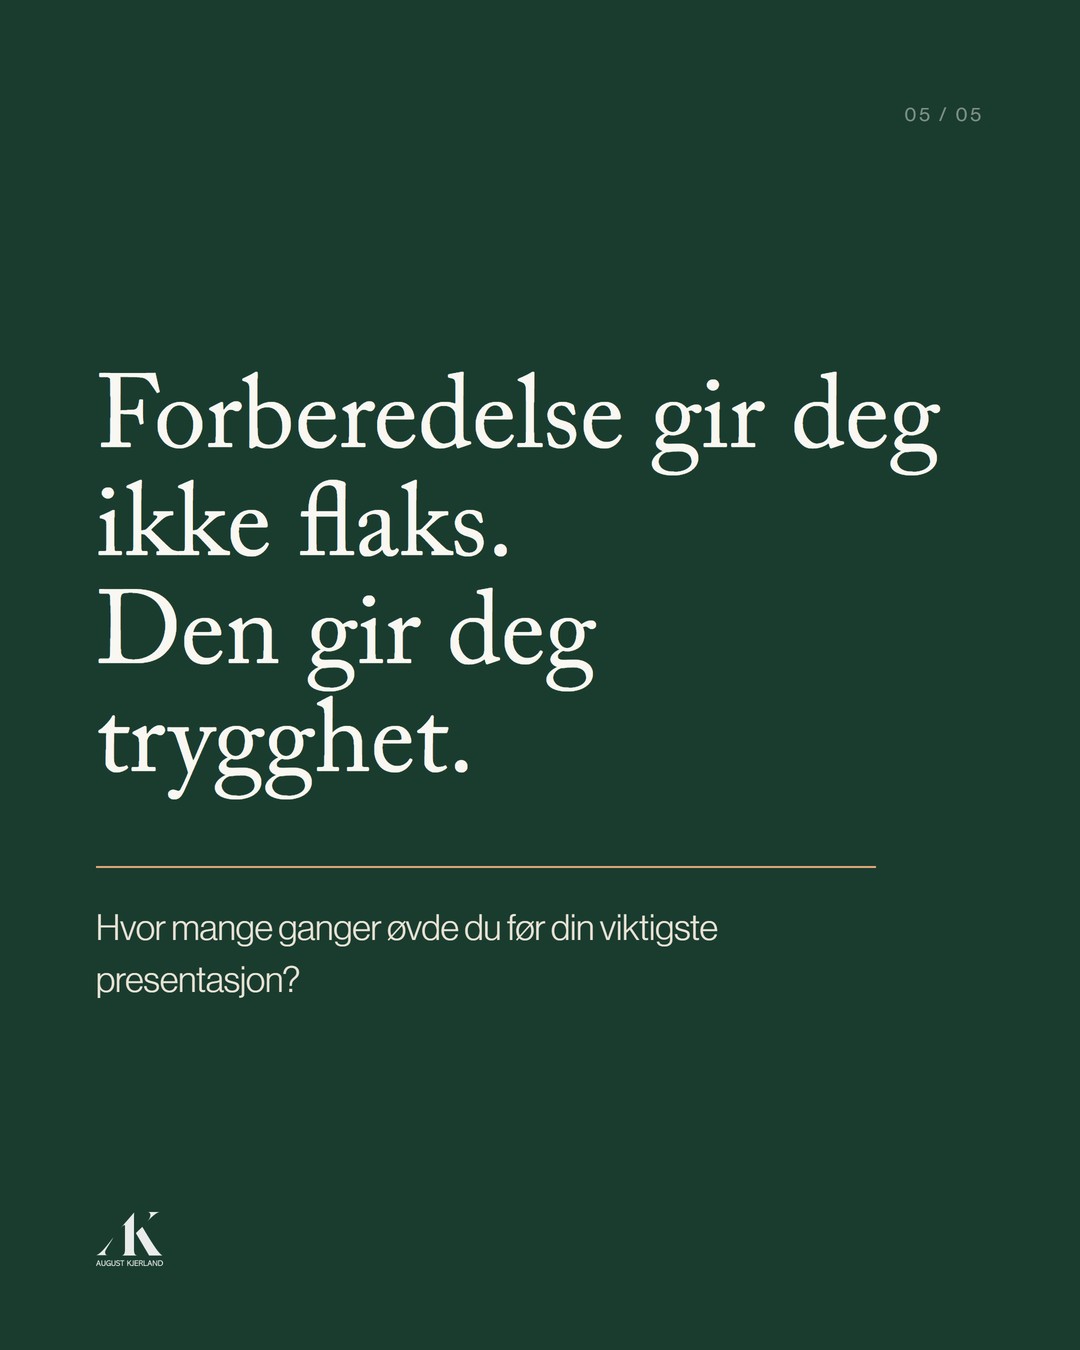 05 / 05
Forberedelse gir deg
ikke flaks.
Den gir deg
trygghet.
Hvor mange ganger øvde du før din viktigste
presentasjon?
AK
AUGUST KJERLAND